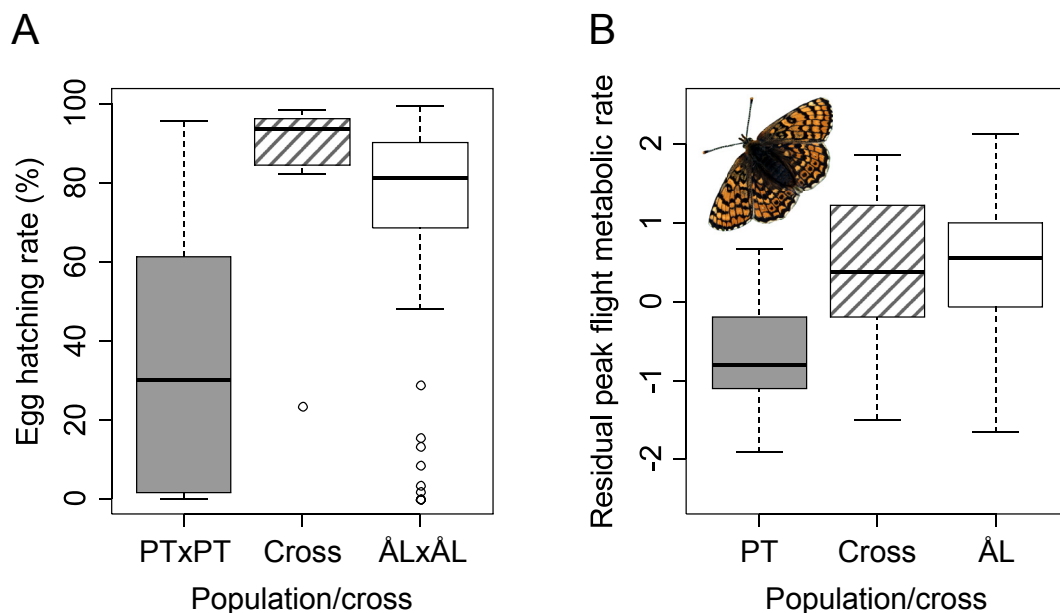 A
Egg hatching rate (%)
100
80
60
40
20
0
PTxPT Cross ÅLxÅL
Population/cross
B
Residual peak flight metabolic rate
2
1
0
-1
-2
PT Cross ÅL
Population/cross